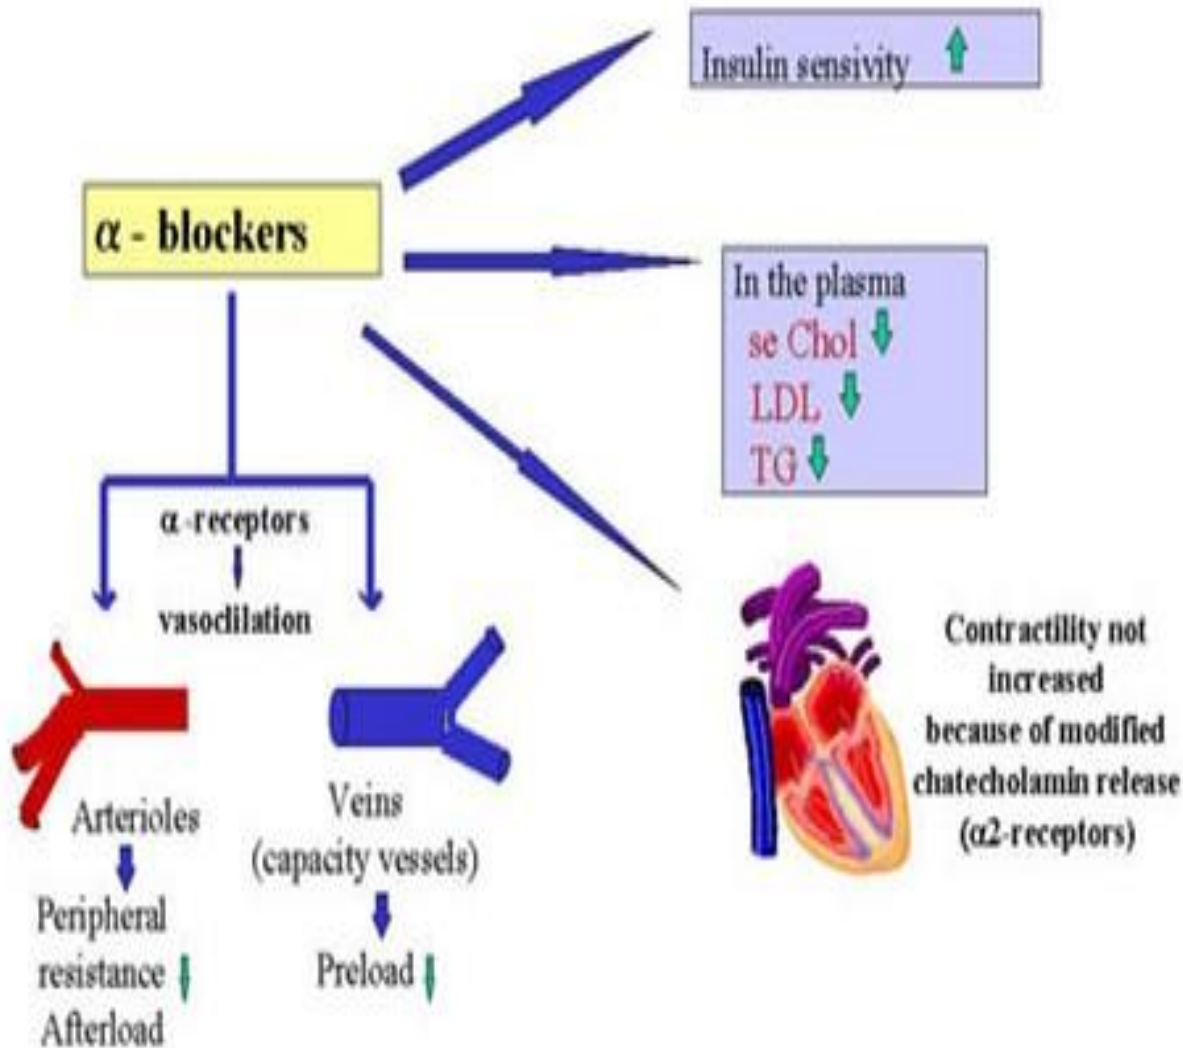 Insulin sensivity
α - blockers
In the plasma
se Chol
LDL
TG
α -receptors
vasoclilation
Arterioles
Peripheral
resistance
Afterload
Veins
(capacity vessels)
Preload
Contractility not
increased
because of modified
chatecholamin release
(α2-receptors)